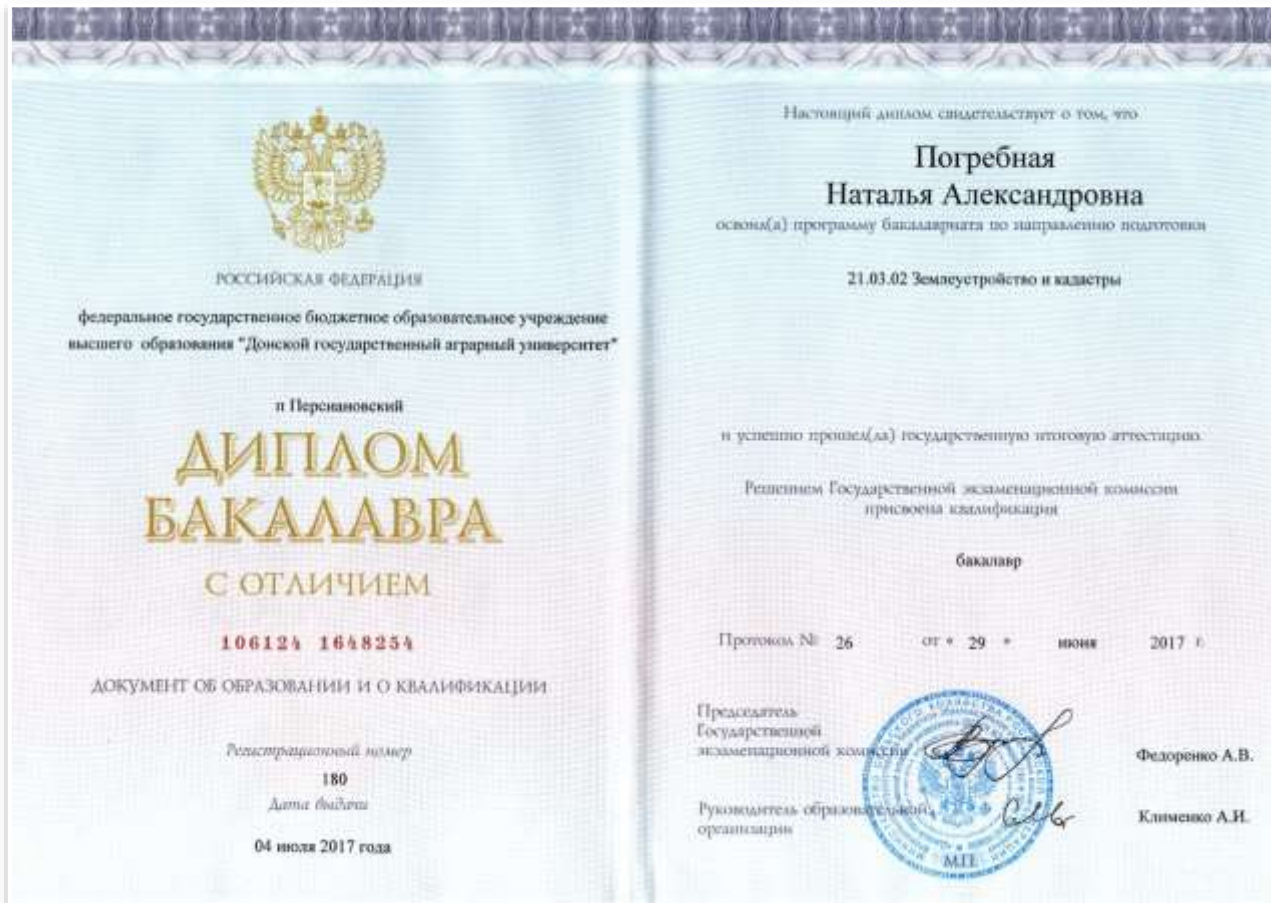 РОССИЙСКАЯ ФЕДЕРАЦИЯ
федеральное государственное бюджетное образовательное учреждение
высшего образования "Донской государственный аграрный университет"
п Персиановский
ДИПЛОМ
БАКАЛАВРА
С ОТЛИЧИЕМ
106124 1648254
ДОКУМЕНТ ОБ ОБРАЗОВАНИИ И О КВАЛИФИКАЦИИ
Регистрационный номер
180
Дата выдачи
04 июля 2017 года
Настоящий диплом свидетельствует о том, что
Погребная
Наталья Александровна
освоил(а) программу бакалавриата по направлению подготовки
21.03.02 Землеустройство и кадастры
и успешно прошел(ла) государственную итоговую аттестацию.
Решением Государственной экзаменационной комиссии
присвоена квалификация
бакалавр
Протокол № 26 от « 29 » июня 2017 г.
Председатель
Государственной
экзаменационной комиссии
Федоренко А.В.
Руководитель образовательной
организации
Клименко А.И.
М.П.